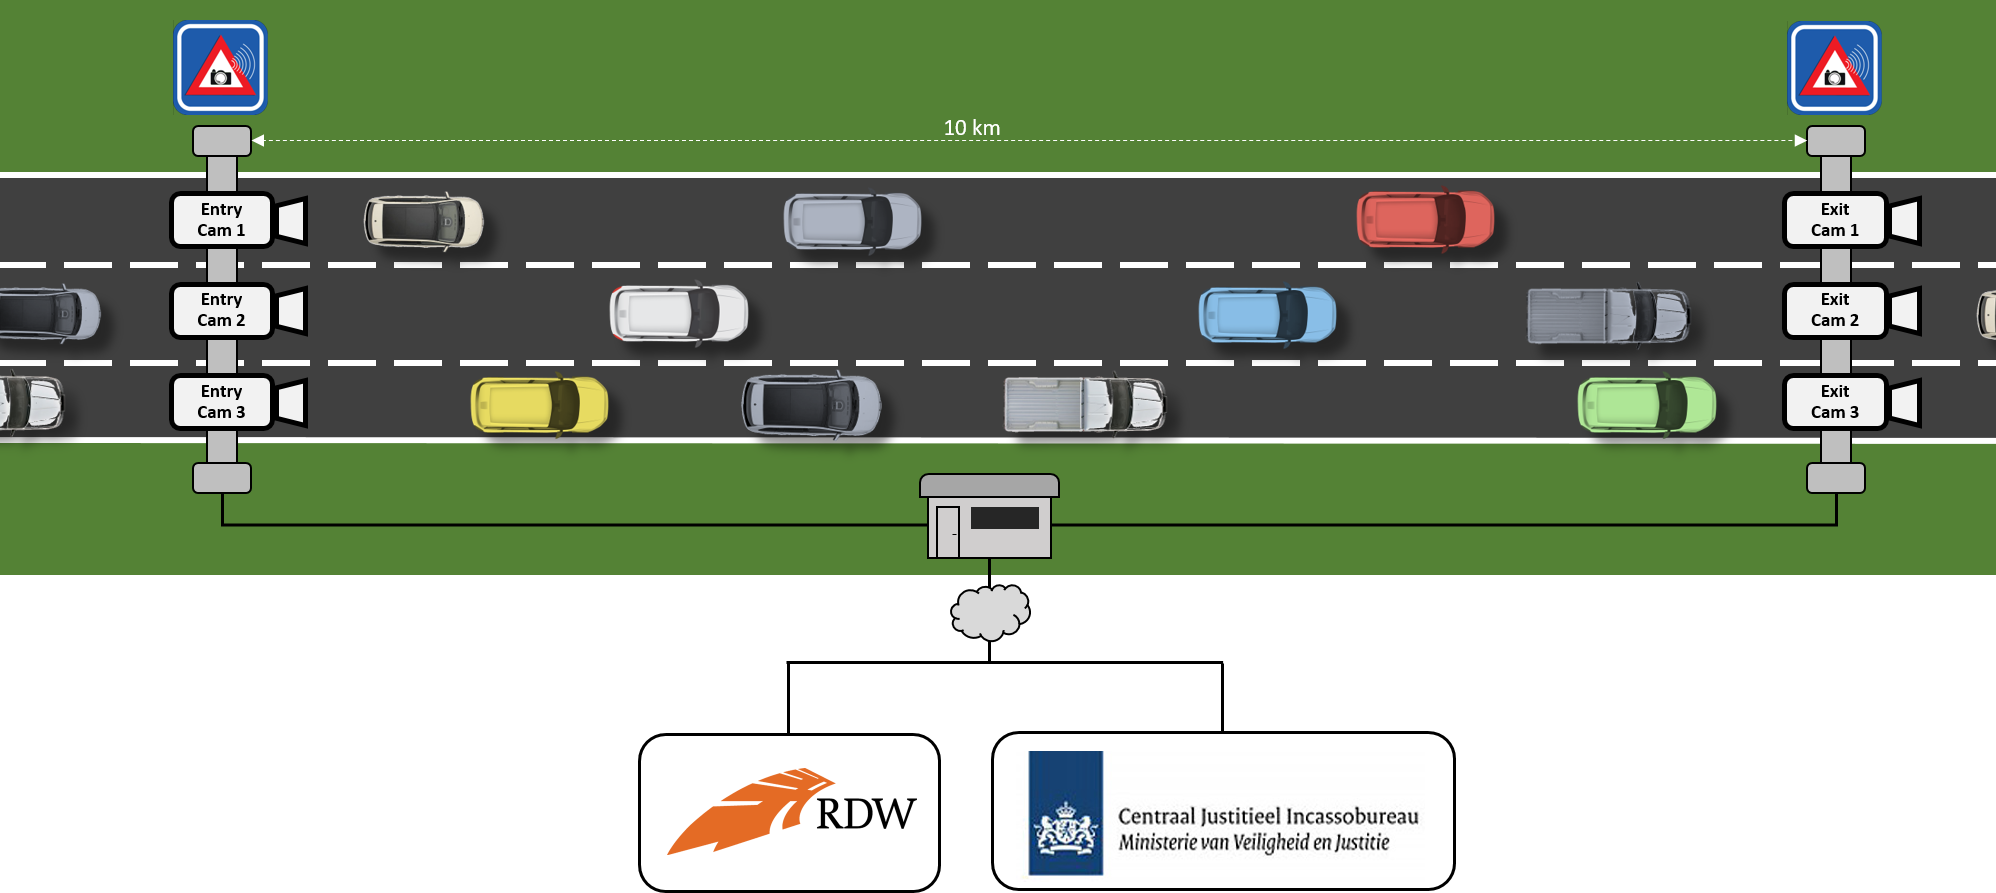 10 km
Entry
Cam 1
Exit
Cam 1
Entry
Cam 2
Exit
Cam 2
Entry
Cam 3
Exit
Cam 3
RDW
Centraal Justitieel Incassobureau
Ministerie van Veiligheid en Justitie